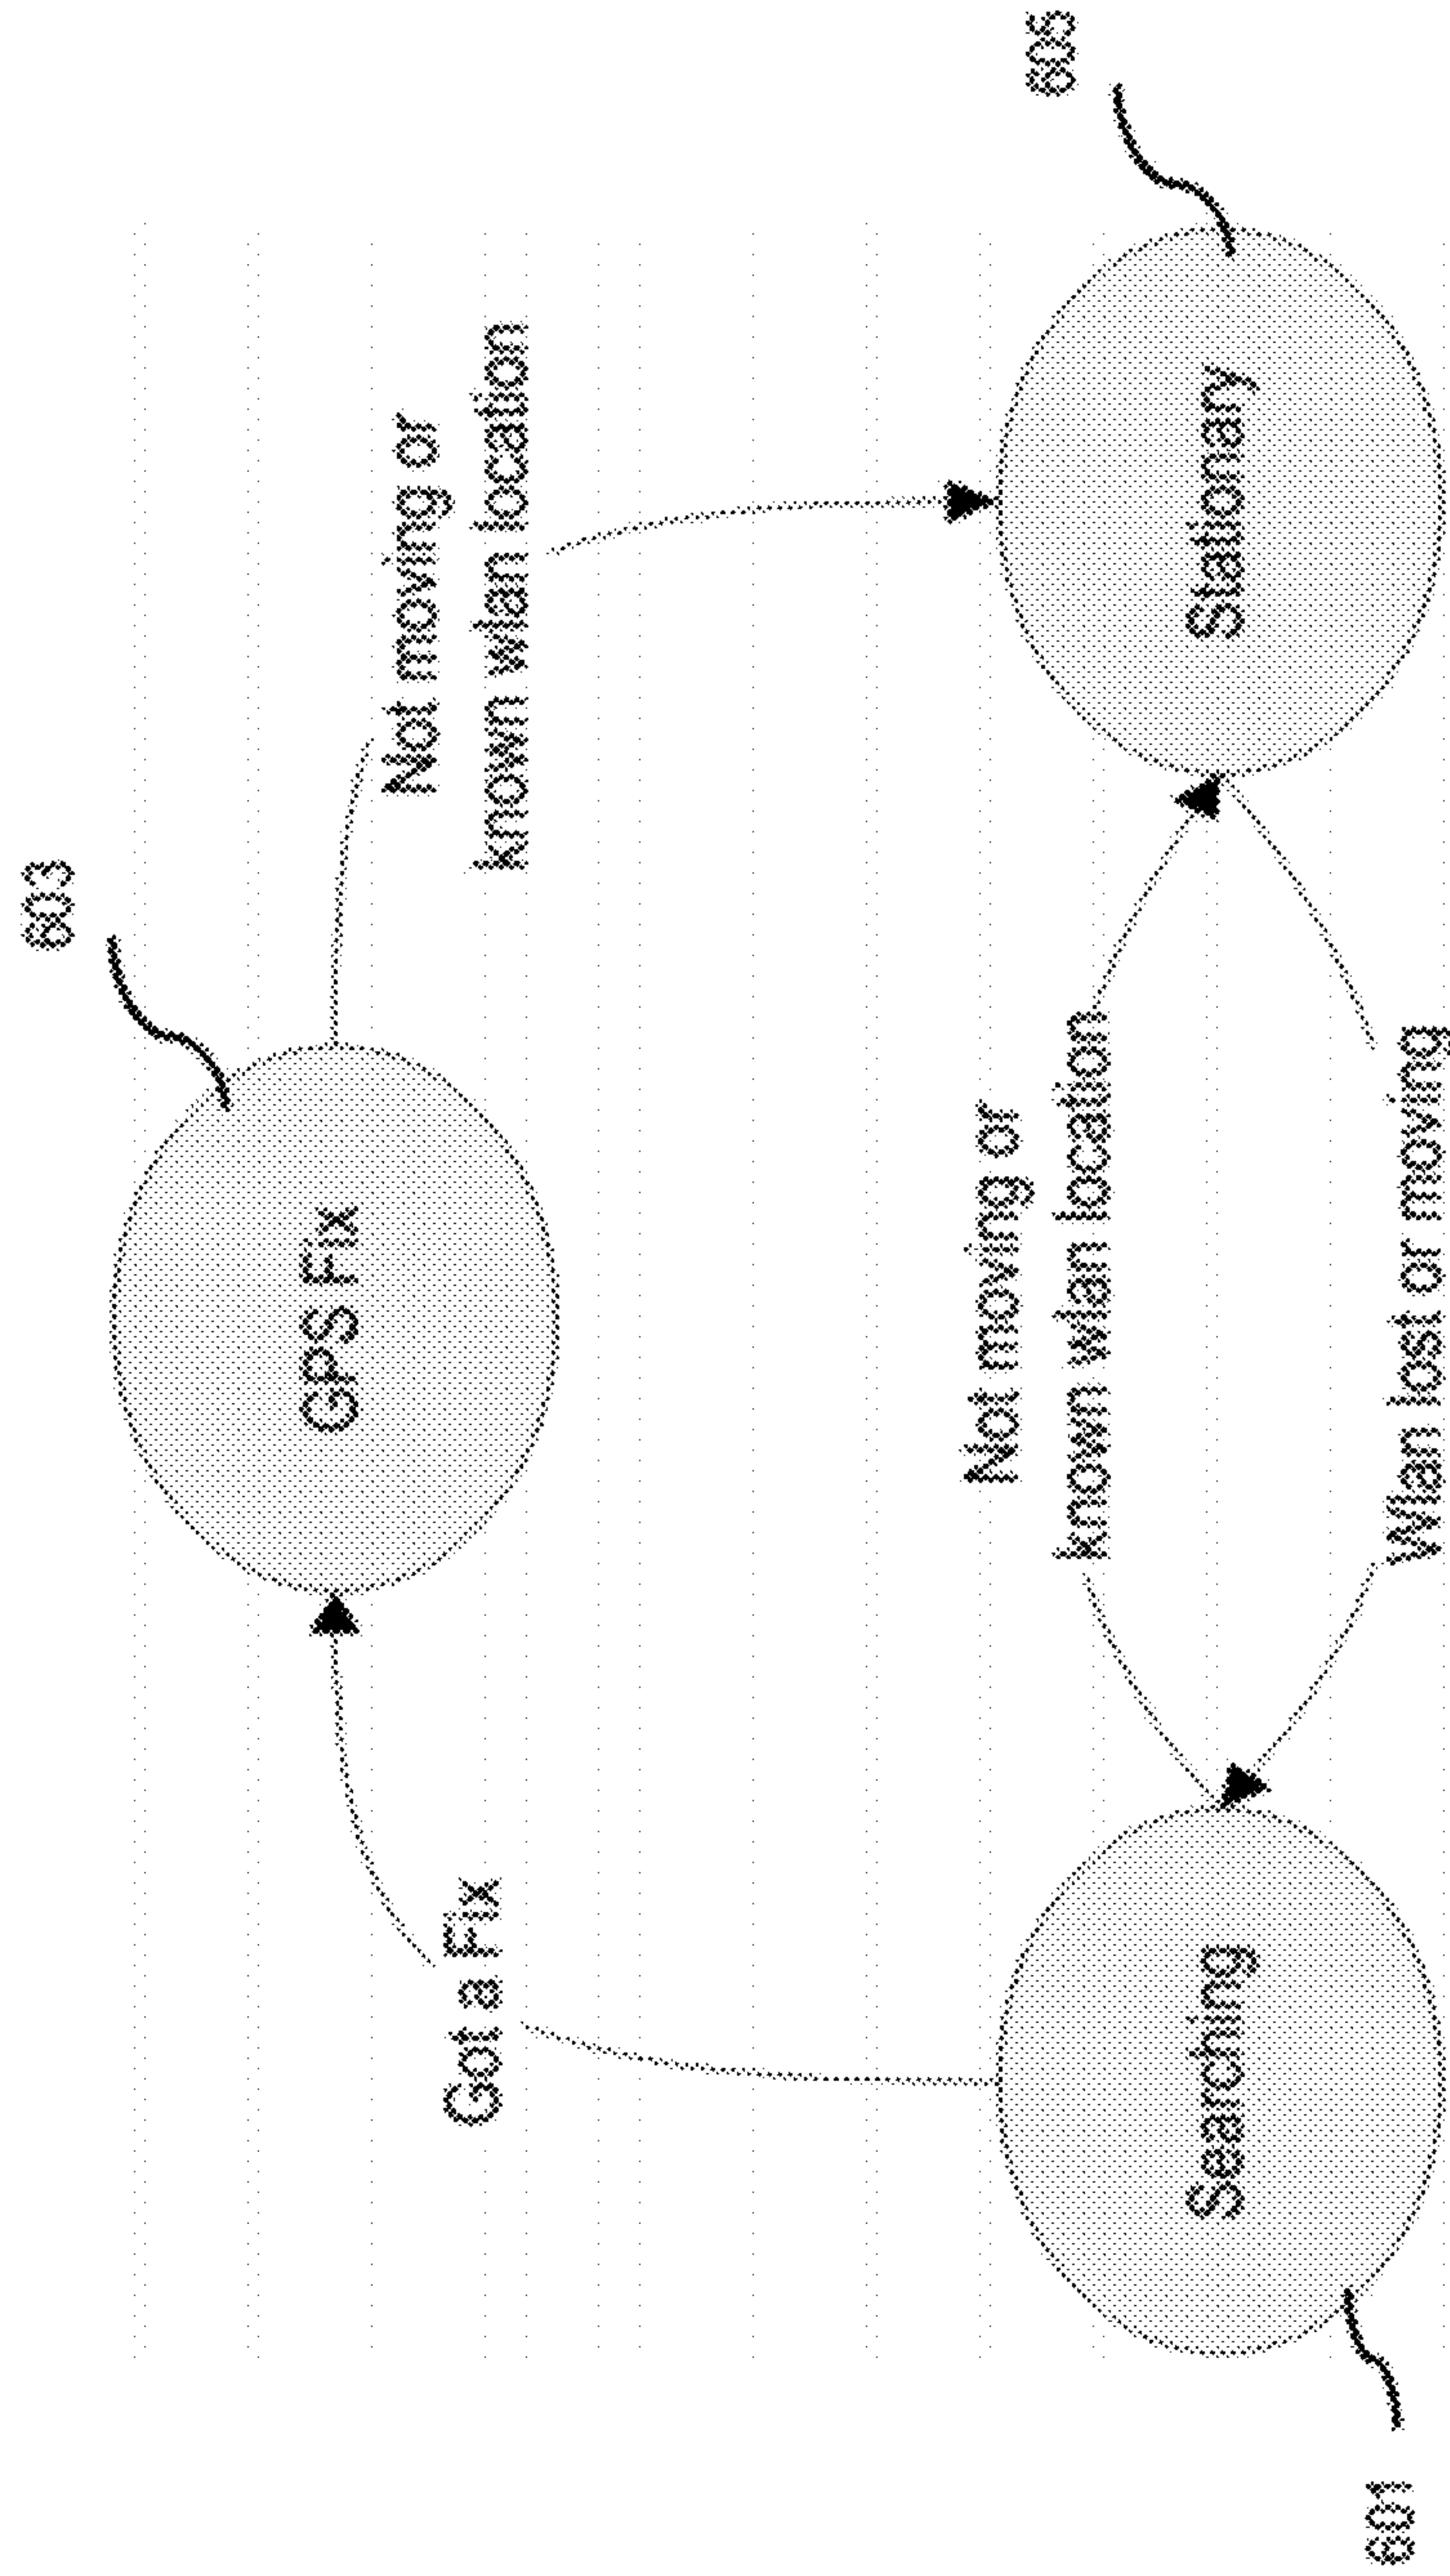 603
GPS Fix
Got a Fix
Not moving or
known wlan location
605
Not moving or
known wlan location
Searching
Stationary
Wlan lost or moving
601